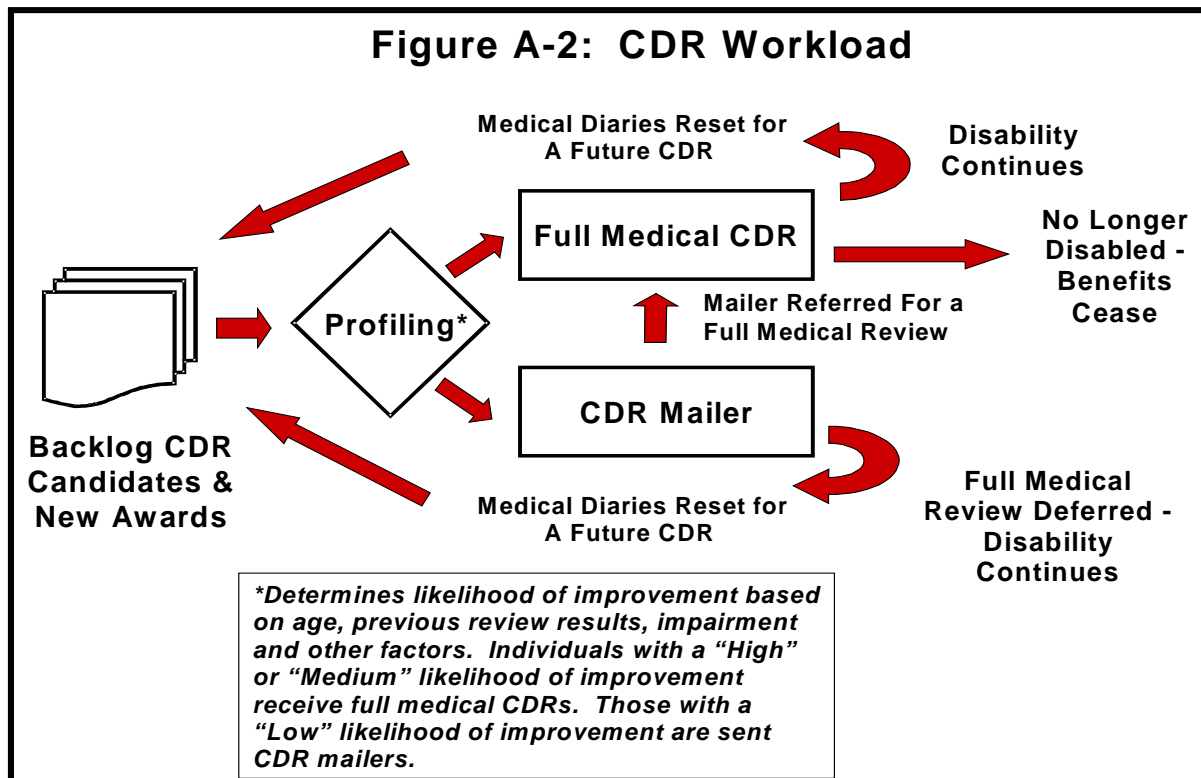 Figure A-2: CDR Workload
Medical Diaries Reset for
A Future CDR
Disability
Continues
Full Medical CDR
No Longer
Disabled -
Benefits
Cease
Profiling*
Mailer Referred For a
Full Medical Review
CDR Mailer
Backlog CDR
Candidates &
New Awards
Medical Diaries Reset for
A Future CDR
Full Medical
Review Deferred -
Disability
Continues
*Determines likelihood of improvement based
on age, previous review results, impairment
and other factors. Individuals with a “High”
or “Medium” likelihood of improvement
receive full medical CDRs. Those with a
“Low” likelihood of improvement are sent
CDR mailers.